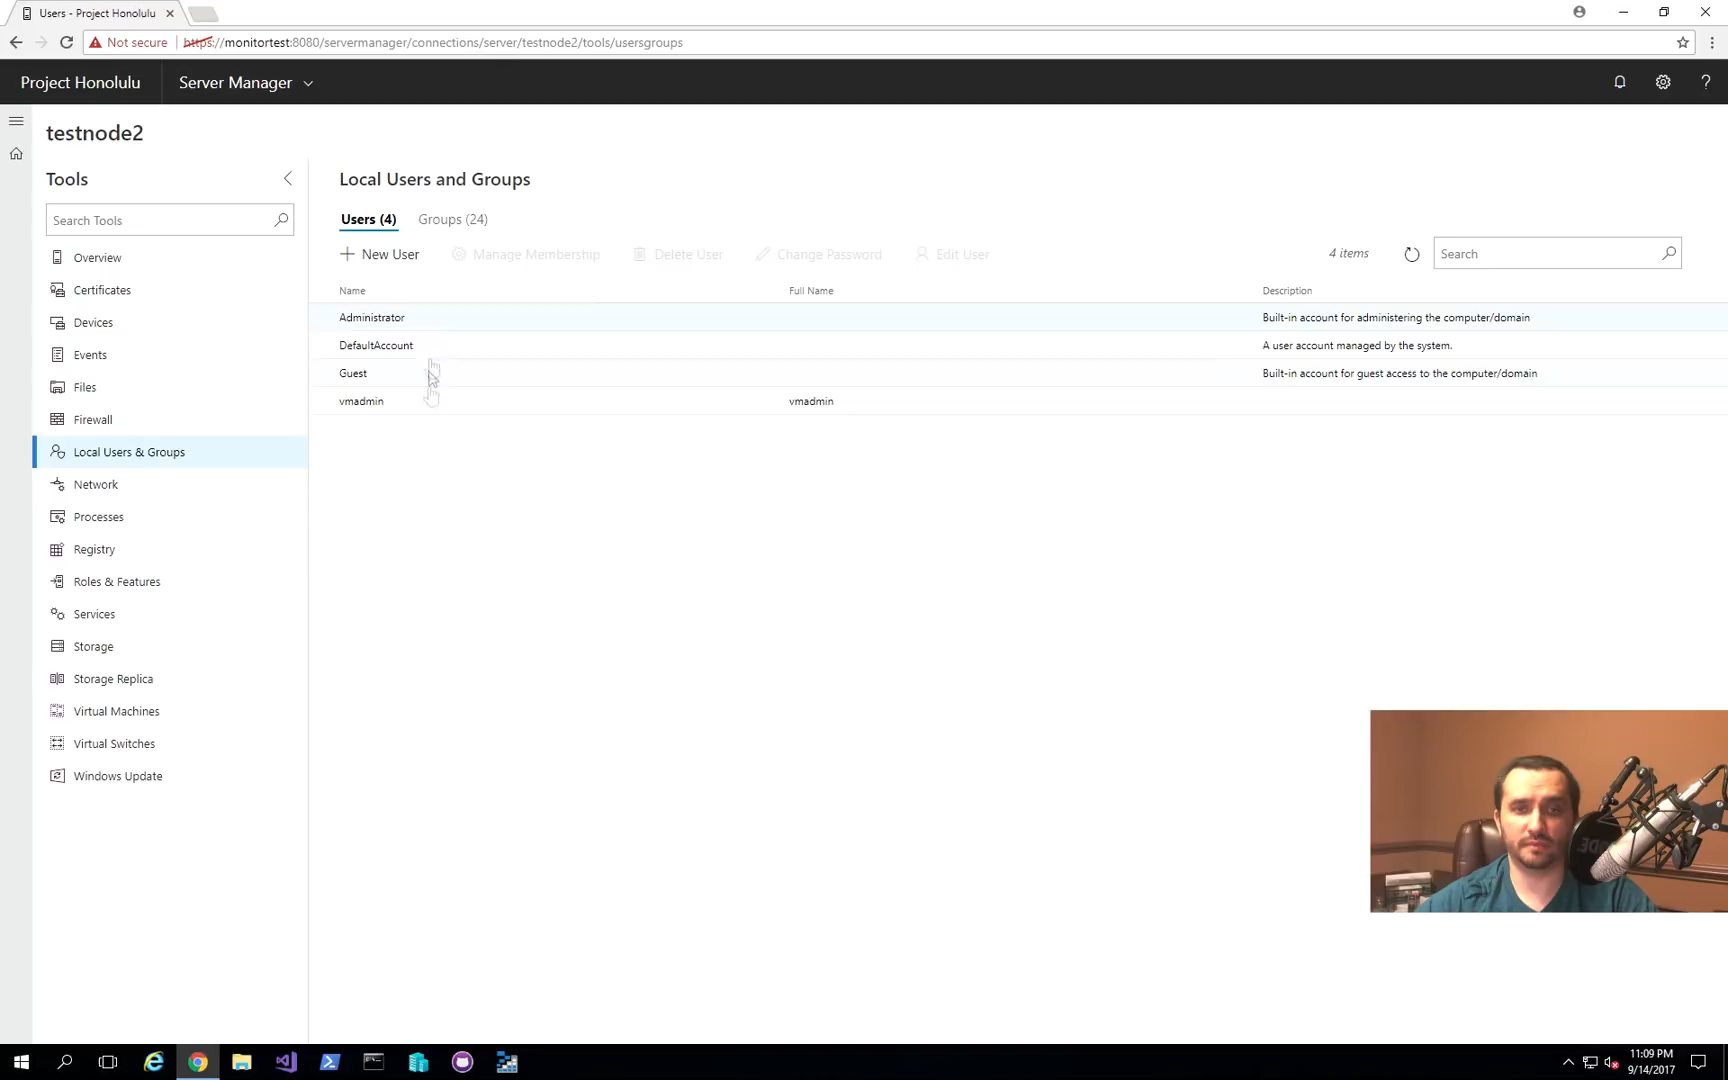 Users - Project Honolulu
Not secure
https://monitortest:8080/servermanager/connections/server/testnode2/tools/usersgroups
Project Honolulu
Server Manager
?
testnode2
Tools
Search Tools
Overview
Certificates
Devices
Events
Files
Firewall
Local Users & Groups
Network
Processes
Registry
Roles & Features
Services
Storage
Storage Replica
Virtual Machines
Virtual Switches
Windows Update
Local Users and Groups
Users (4)
Groups (24)
New User
Manage Membership
Delete User
Change Password
Edit User
4 items
Search
Name
Full Name
Description
Administrator
Built-in account for administering the computer/domain
DefaultAccount
A user account managed by the system.
Guest
Built-in account for guest access to the computer/domain
vmadmin
vmadmin
11:09 PM
9/14/2017